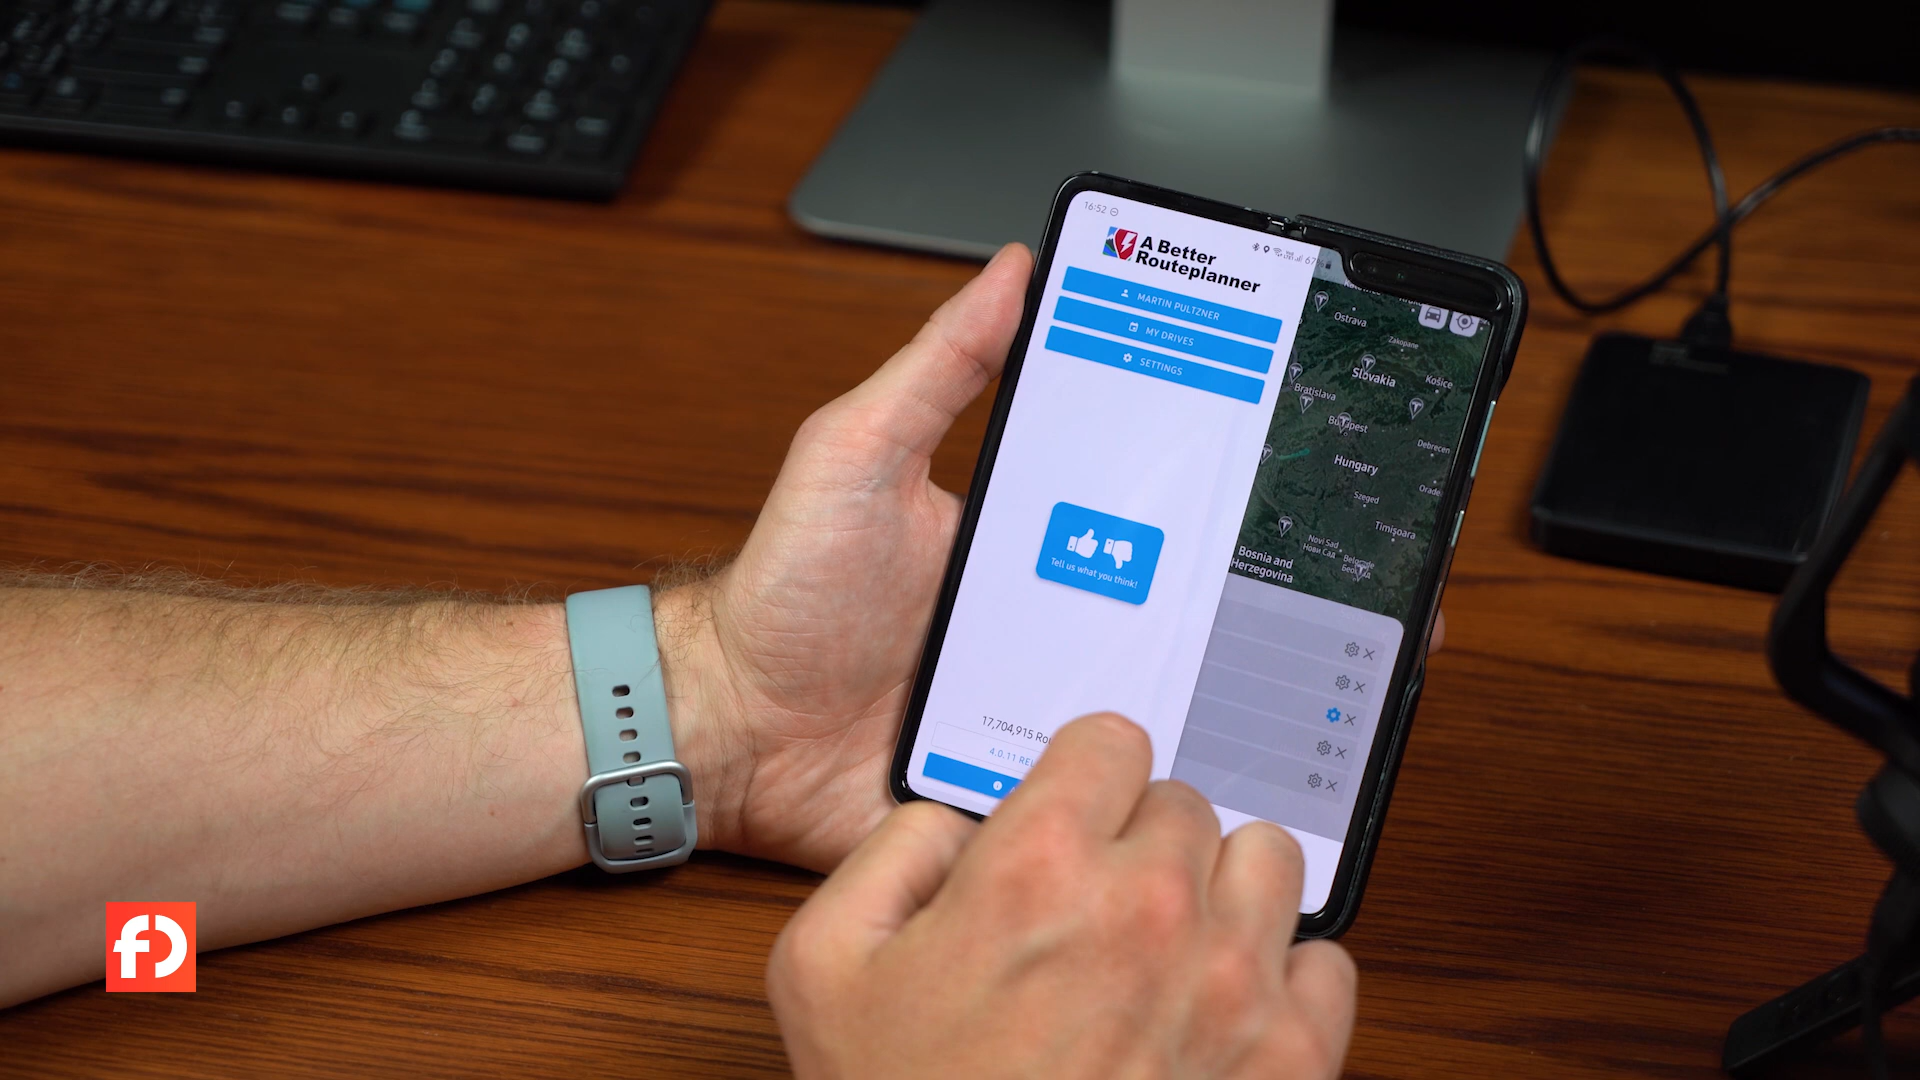 16:52
67%
A Better
Routeplanner
MARTIN PULTZNER
MY DRIVES
SETTINGS
Tell us what you think!
17,704,915
4.0.11
Ostrava
Zakopane
Slovakia
Košice
Bratislava
Budapest
Debrecen
Hungary
Szeged
Timișoara
Novi Sad
Нови Сад
Bosnia and
Herzegovina